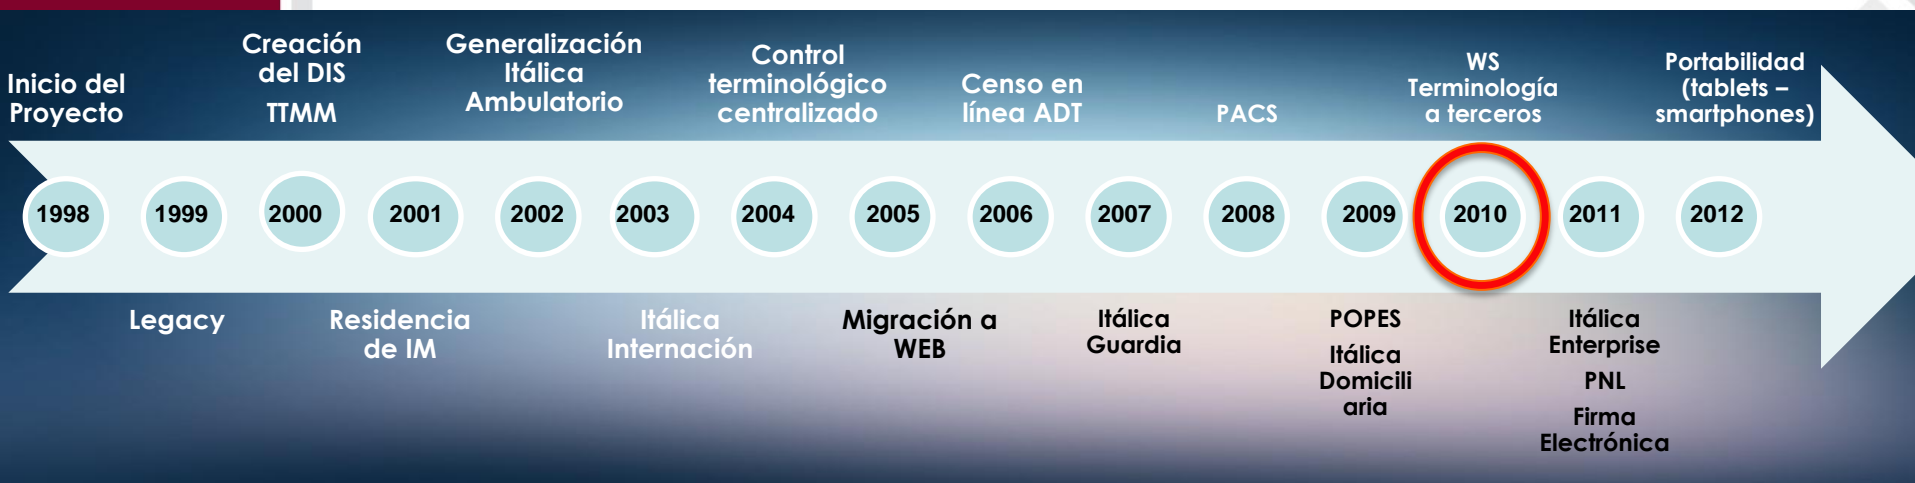 Inicio del
Proyecto
Creación
del DIS
TTMM
Generalización
Itálica
Ambulatorio
Control
terminológico
centralizado
Censo en
línea ADT
PACS
WS
Terminología
a terceros
Portabilidad
(tablets –
smartphones)
1998
1999
2000
2001
2002
2003
2004
2005
2006
2007
2008
2009
2010
2011
2012
Legacy
Residencia
de IM
Itálica
Internación
Migración a
WEB
Itálica
Guardia
POPES
Itálica
Domicili
aria
Itálica
Enterprise
PNL
Firma
Electrónica